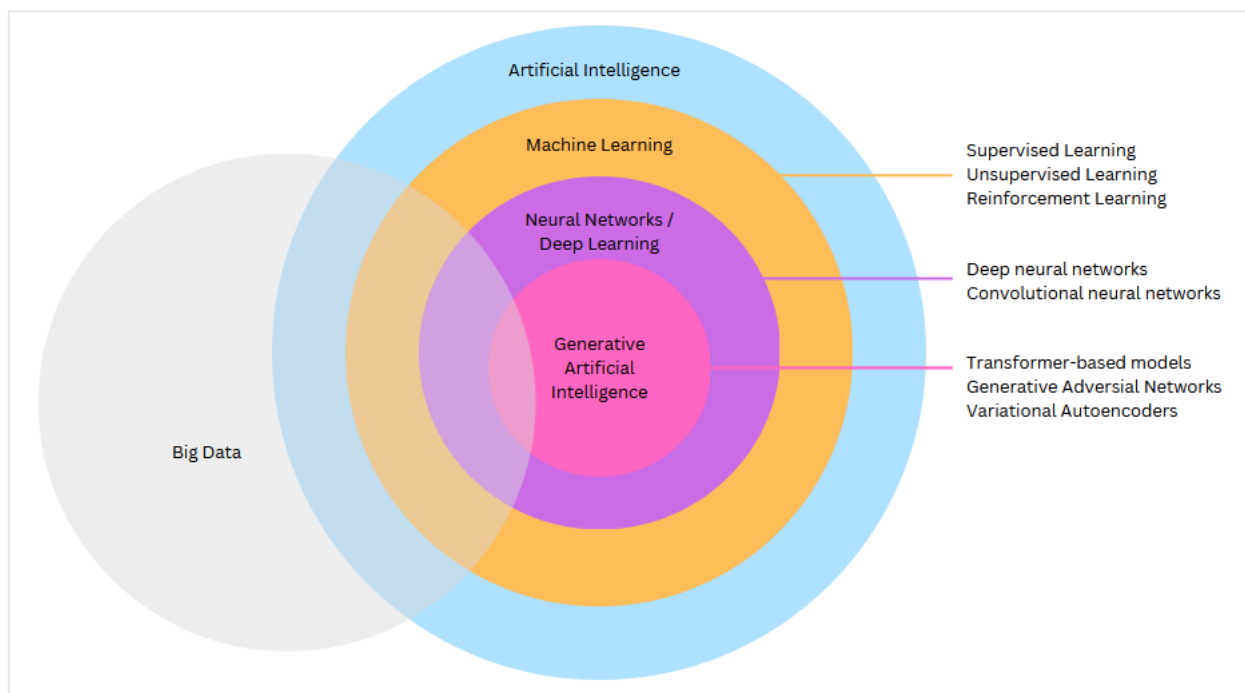 Artificial Intelligence
Machine Learning
Neural Networks /
Deep Learning
Generative
Artificial
Intelligence
Big Data
Supervised Learning
Unsupervised Learning
Reinforcement Learning
Deep neural networks
Convolutional neural networks
Transformer-based models
Generative Adversial Networks
Variational Autoencoders